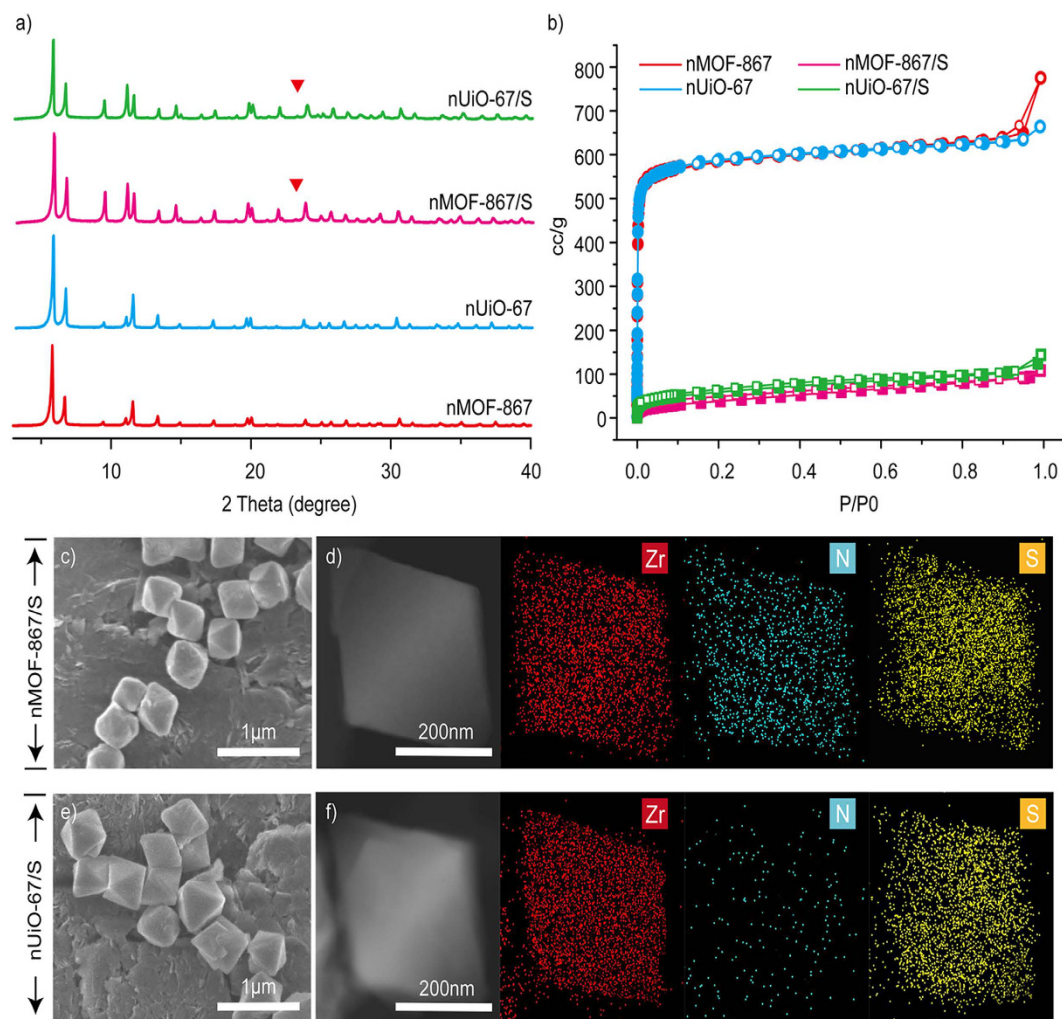 a)
nUiO-67/S
nMOF-867/S
nUiO-67
nMOF-867
10
20
30
40
2 Theta (degree)
b)
nMOF-867
nMOF-867/S
nUiO-67
nUiO-67/S
800
700
600
500
400
300
200
100
0
cc/g
0.0
0.2
0.4
0.6
0.8
1.0
P/P0
nMOF-867/S
c)
1μm
d)
200nm
Zr
N
S
nUiO-67/S
e)
1μm
f)
200nm
Zr
N
S